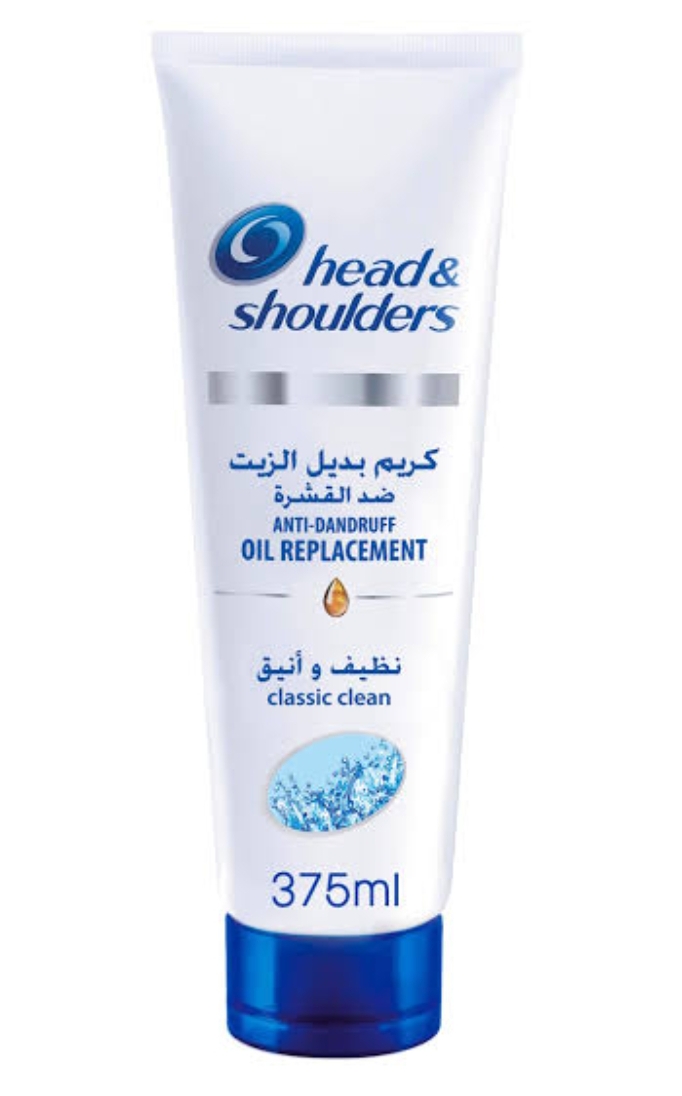 head &
shoulders
كريم بديل الزيت
ضد القشرة
ANTI-DANDRUFF
OIL REPLACEMENT
نظيف و أنيق
classic clean
375ml